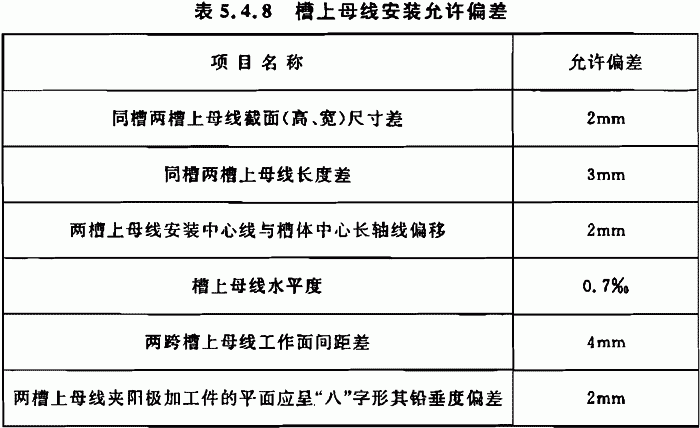 表 5.4.8 槽上母线安装允许偏差
项目名称 允许偏差
同槽两槽上母线截面(高、宽)尺寸差 2mm
同槽两槽上母线长度差 3mm
两槽上母线安装中心线与槽体中心长轴线偏移 2mm
槽上母线水平度 0.7‰
两跨槽上母线工作面间距差 4mm
两槽上母线夹阳极加工件的平面应呈“八”字形其铅垂度偏差 2mm